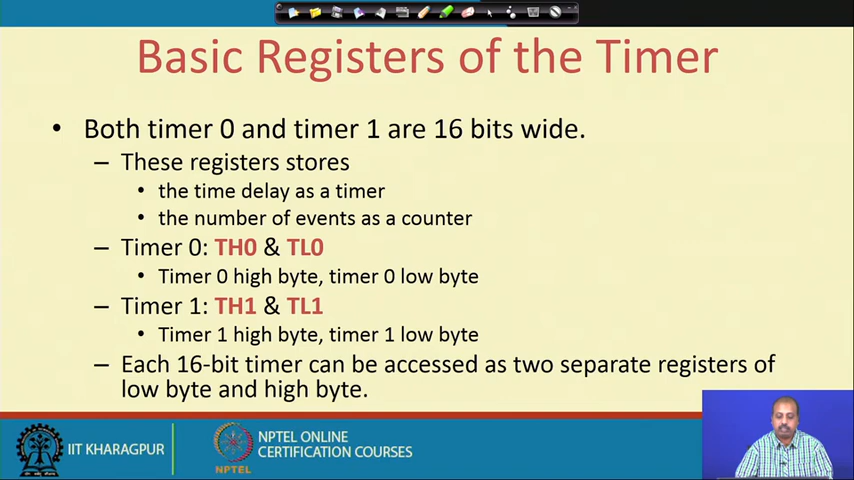 Basic Registers of the Timer
• Both timer 0 and timer 1 are 16 bits wide.
– These registers stores
• the time delay as a timer
• the number of events as a counter
– Timer 0: TH0 & TL0
• Timer 0 high byte, timer 0 low byte
– Timer 1: TH1 & TL1
• Timer 1 high byte, timer 1 low byte
– Each 16-bit timer can be accessed as two separate registers of
low byte and high byte.
IIT KHARAGPUR
NPTEL
NPTEL ONLINE
CERTIFICATION COURSES